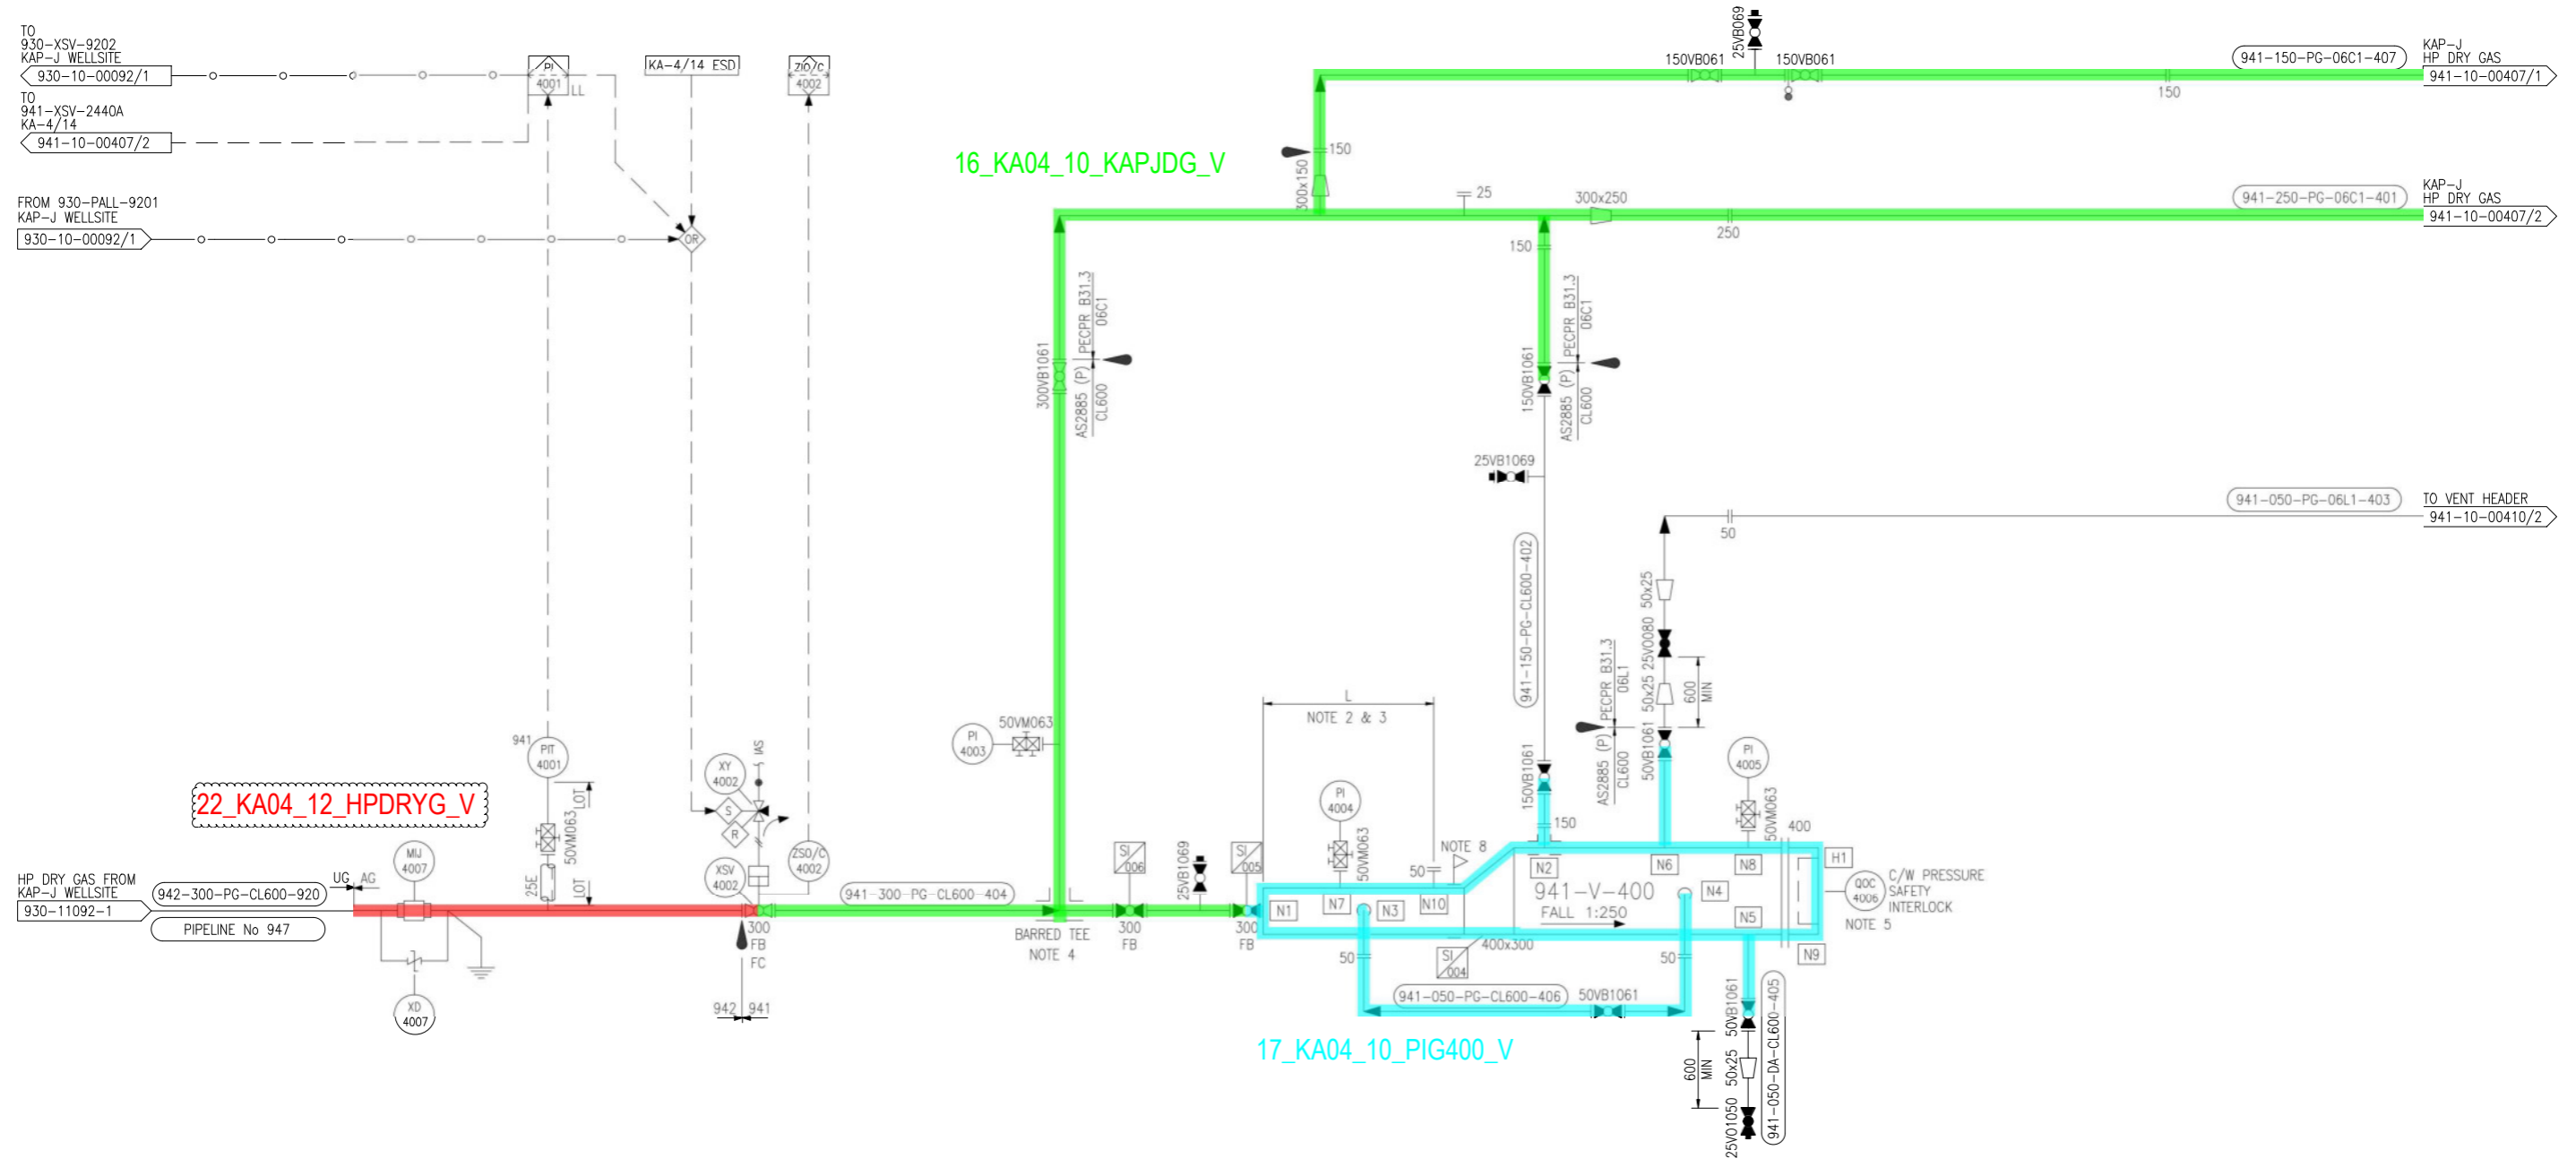 TO
930-XSV-9202
KAP-J WELLSITE
930-10-00092/1
TO
941-XSV-2440A
KA-4/14
941-10-00407/2
FROM 930-PALL-9201
KAP-J WELLSITE
930-10-00092/1
PI
4001
LL
KA-4/14 ESD
ZIO/C
4002
OR
16_KA04_10_KAPJDG_V
25VB069
150VB061
150VB061
941-150-PG-06C1-407
KAP-J
HP DRY GAS
941-10-00407/1
150
150
300x150
25
300x250
941-250-PG-06C1-401
KAP-J
HP DRY GAS
941-10-00407/2
250
150
300VB1061
AS2885 (P)
PECPR B31.3
CL600
06C1
150VB1061
AS2885 (P)
PECPR B31.3
CL600
06C1
25VB1069
941-150-PG-CL600-402
941-050-PG-06L1-403
TO VENT HEADER
941-10-00410/2
50
50x25
25VO080
50x25
600
MIN
AS2885 (P)
PECPR B31.3
CL600
06L1
50VB1061
PI
4005
50VM063
400
PI
4003
50VM063
L
NOTE 2 & 3
PI
4004
50VM063
NOTE 8
50
150VB1061
150
941
PIT
4001
LOT
50VM063
25E
LOT
22_KA04_12_HPDRYG_V
XY
4002
IAS
S
R
XSV
4002
ZSO/C
4002
MIJ
4007
UG
AG
HP DRY GAS FROM
KAP-J WELLSITE
930-11092-1
942-300-PG-CL600-920
PIPELINE No 947
XD
4007
300
FB
FC
942
941
941-300-PG-CL600-404
BARRED TEE
NOTE 4
SI
006
300
FB
25VB1069
SI
005
300
FB
N1
N7
N3
N10
N2
N6
N8
N4
N5
H1
N9
941-V-400
FALL 1:250
QOC
4006
C/W PRESSURE
SAFETY
INTERLOCK
NOTE 5
400x300
SI
004
50
50
941-050-PG-CL600-406
50VB1061
17_KA04_10_PIG400_V
50VB1061
600
MIN
50x25
25VO1050
941-050-DA-CL600-405